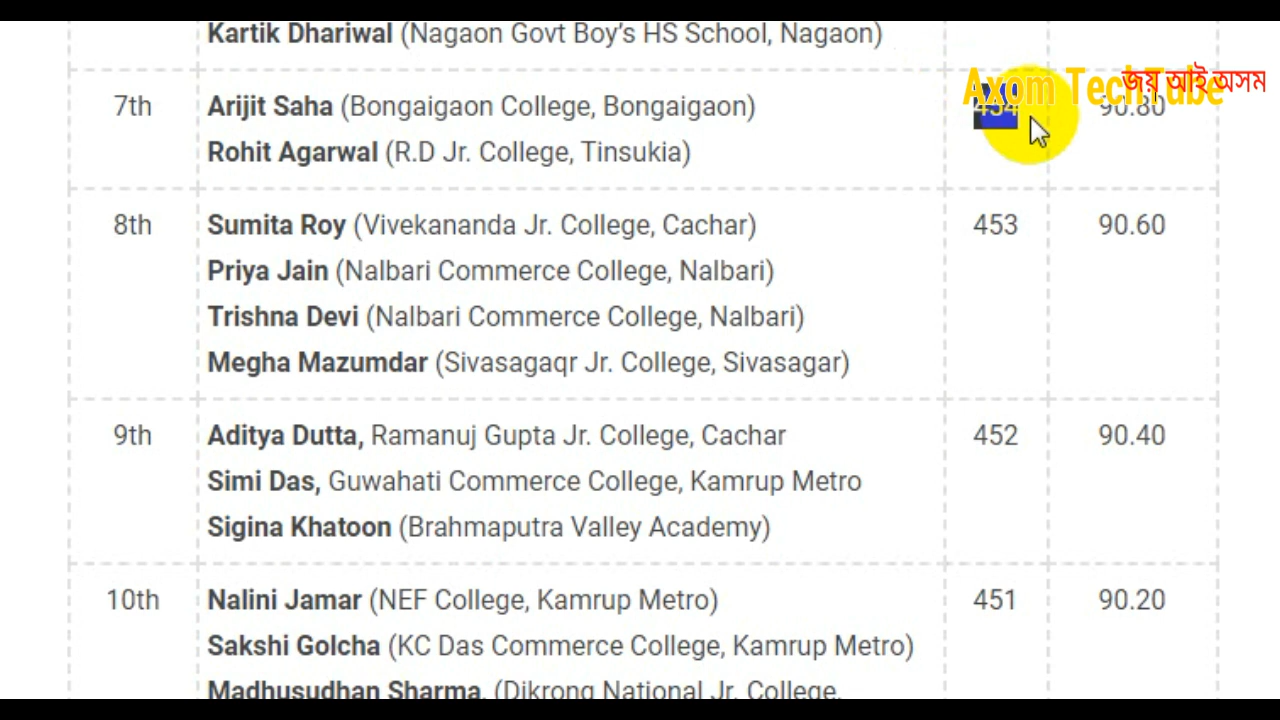 Kartik Dhariwal (Nagaon Govt Boy's HS School, Nagaon)
Axom TechTube
জয় আই অসম
7th Arijit Saha (Bongaigaon College, Bongaigaon) 454 90.80
Rohit Agarwal (R.D Jr. College, Tinsukia)
8th Sumita Roy (Vivekananda Jr. College, Cachar) 453 90.60
Priya Jain (Nalbari Commerce College, Nalbari)
Trishna Devi (Nalbari Commerce College, Nalbari)
Megha Mazumdar (Sivasagaqr Jr. College, Sivasagar)
9th Aditya Dutta, Ramanuj Gupta Jr. College, Cachar 452 90.40
Simi Das, Guwahati Commerce College, Kamrup Metro
Sigina Khatoon (Brahmaputra Valley Academy)
10th Nalini Jamar (NEF College, Kamrup Metro) 451 90.20
Sakshi Golcha (KC Das Commerce College, Kamrup Metro)
Madhusudhan Sharma, (Dikrong National Jr. College,